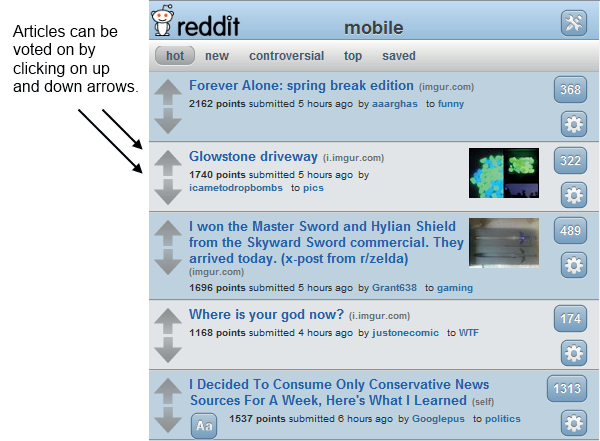 Articles can be
voted on by
clicking on up
and down arrows.
reddit
mobile
hot new controversial top saved
Forever Alone: spring break edition (imgur.com)
2162 points submitted 5 hours ago by aaarghas to funny
368
Glowstone driveway (i.imgur.com)
1740 points submitted 5 hours ago by
icametodropbombs to pics
322
I won the Master Sword and Hylian Shield
from the Skyward Sword commercial. They
arrived today. (x-post from r/zelda)
(imgur.com)
1696 points submitted 5 hours ago by Grant638 to gaming
489
Where is your god now? (i.imgur.com)
1168 points submitted 4 hours ago by justonecomic to WTF
174
I Decided To Consume Only Conservative News
Sources For A Week, Here's What I Learned (self)
1537 points submitted 6 hours ago by Googlepus to politics
1313
Aa